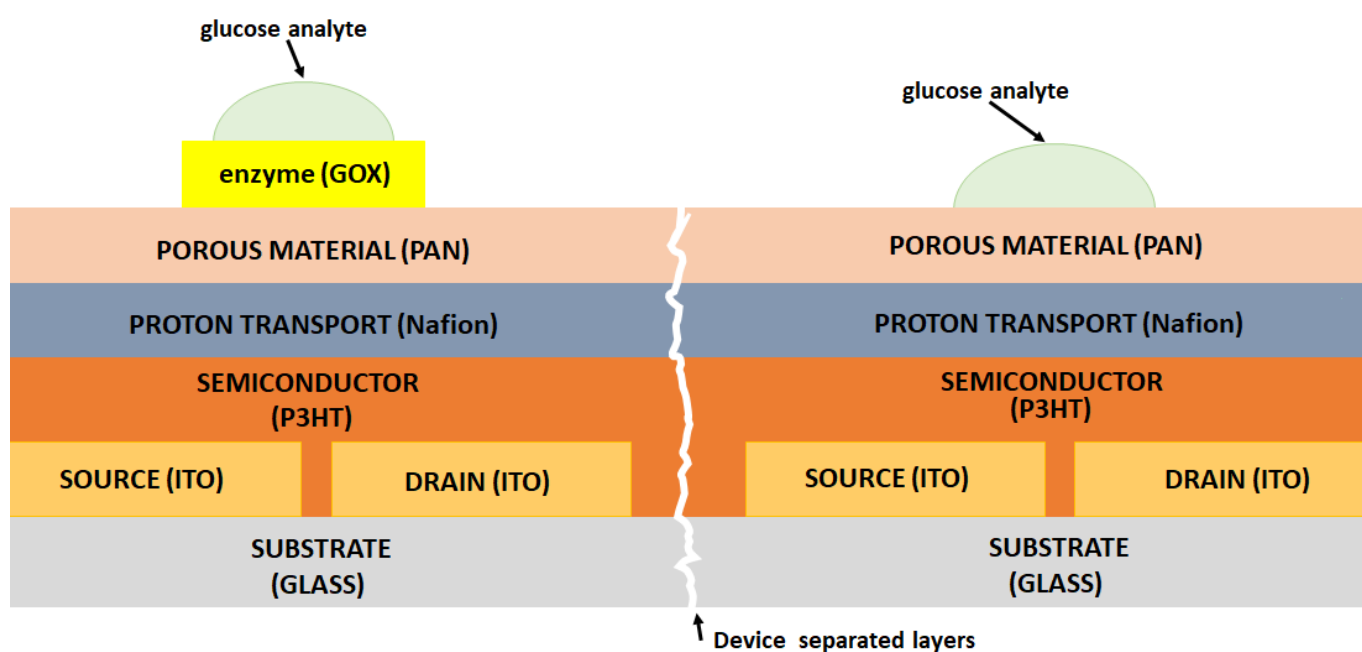 glucose analyte
enzyme (GOX)
POROUS MATERIAL (PAN)
PROTON TRANSPORT (Nafion)
SEMICONDUCTOR
(P3HT)
SOURCE (ITO)
DRAIN (ITO)
SUBSTRATE
(GLASS)
glucose analyte
POROUS MATERIAL (PAN)
PROTON TRANSPORT (Nafion)
SEMICONDUCTOR
(P3HT)
SOURCE (ITO)
DRAIN (ITO)
SUBSTRATE
(GLASS)
Device separated layers